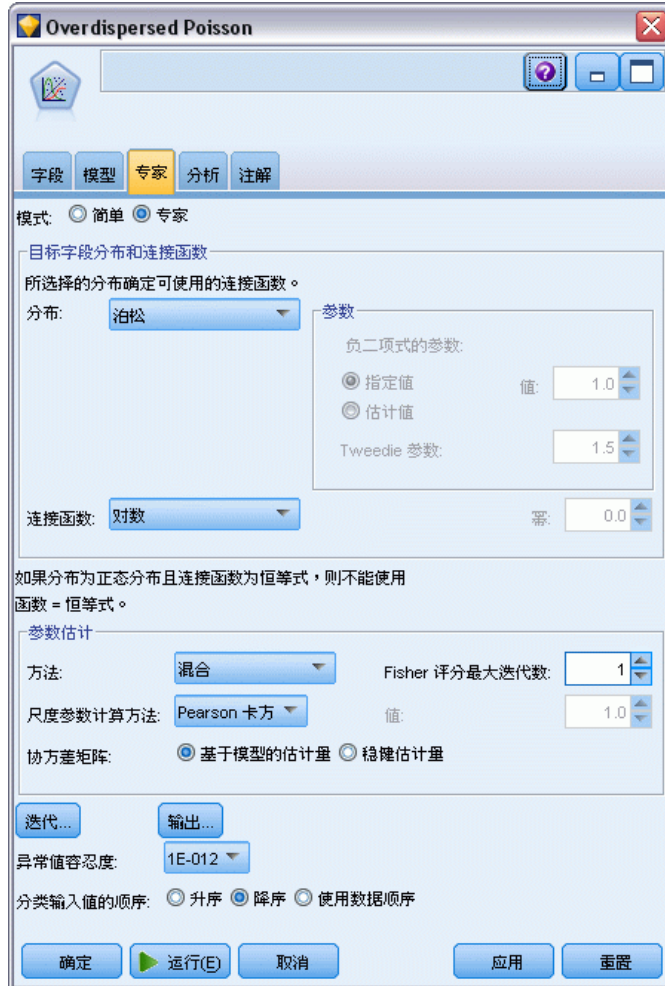 Overdispersed Poisson
字段 模型 专家 分析 注解
模式: 简单 专家
目标字段分布和连接函数
所选择的分布确定可使用的连接函数。
分布: 泊松
参数
负二项式的参数:
指定值 值: 1.0
估计值
Tweedie 参数: 1.5
连接函数: 对数 幂: 0.0
如果分布为正态分布且连接函数为恒等式，则不能使用
函数 = 恒等式。
参数估计
方法: 混合 Fisher 评分最大迭代数: 1
尺度参数计算方法: Pearson 卡方 值: 1.0
协方差矩阵: 基于模型的估计量 稳健估计量
迭代... 输出...
异常值容忍度: 1E-012
分类输入值的顺序: 升序 降序 使用数据顺序
确定 运行(E) 取消 应用 重置